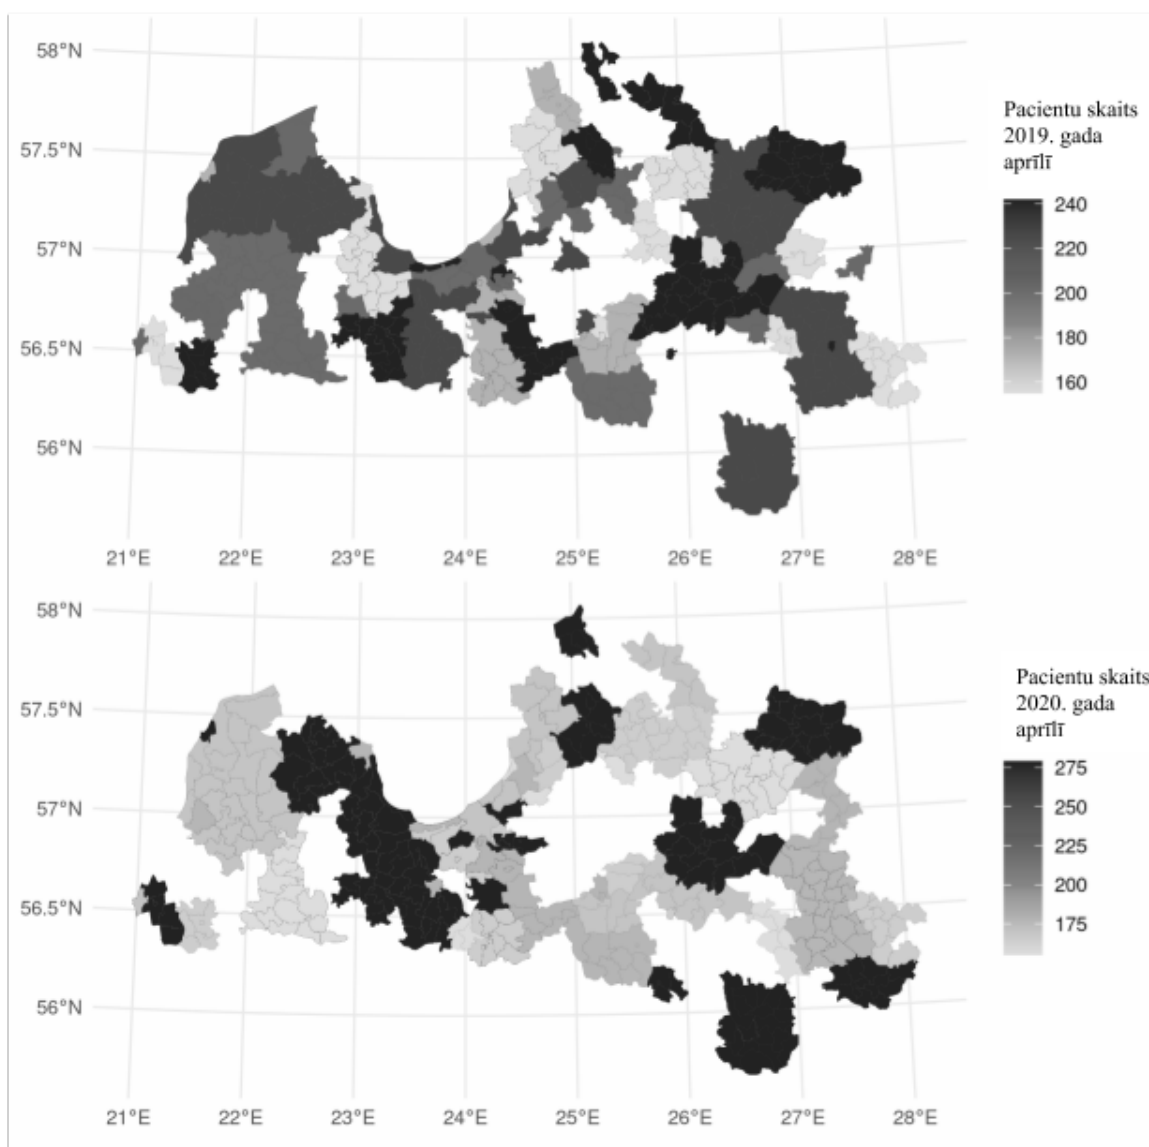 58°N
57.5°N
57°N
56.5°N
56°N
21°E 22°E 23°E 24°E 25°E 26°E 27°E 28°E
Pacientu skaits
2019. gada
aprīlī
240
220
200
180
160
58°N
57.5°N
57°N
56.5°N
56°N
21°E 22°E 23°E 24°E 25°E 26°E 27°E 28°E
Pacientu skaits
2020. gada
aprīlī
275
250
225
200
175